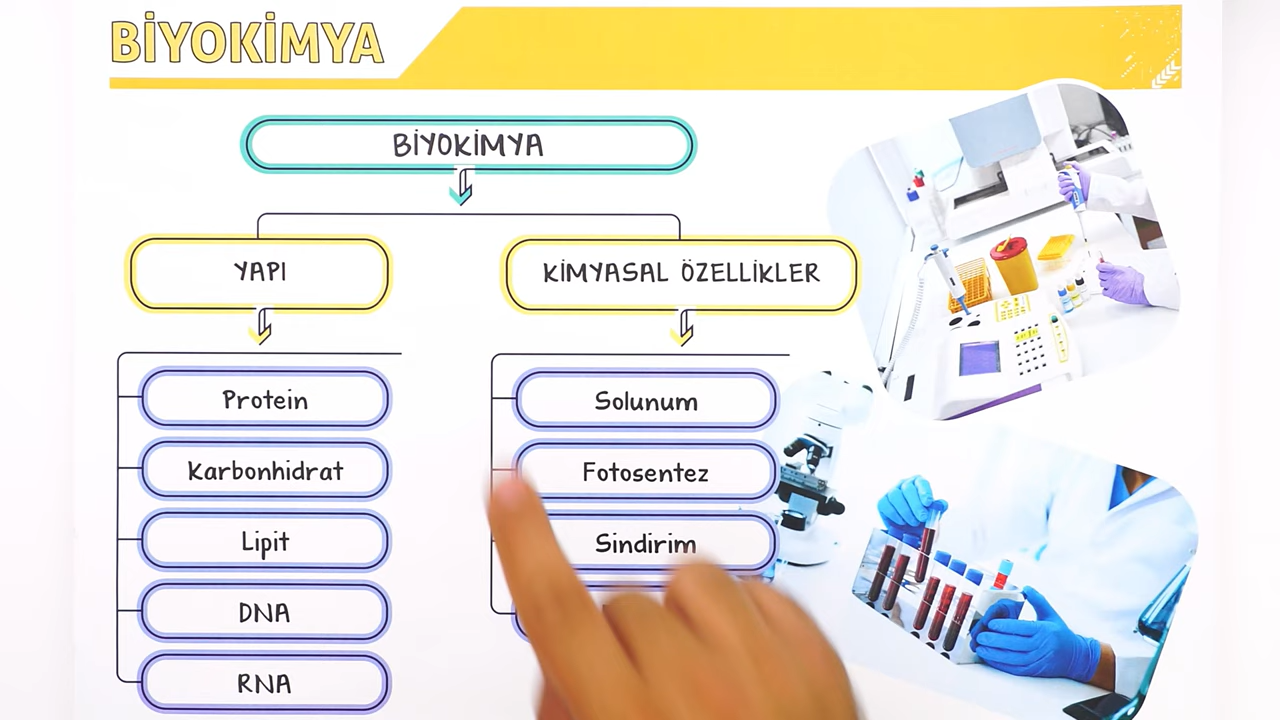 BİYOKİMYA
BİYOKİMYA
YAPI
KİMYASAL ÖZELLİKLER
Protein
Karbonhidrat
Lipit
DNA
RNA
Solunum
Fotosentez
Sindirim